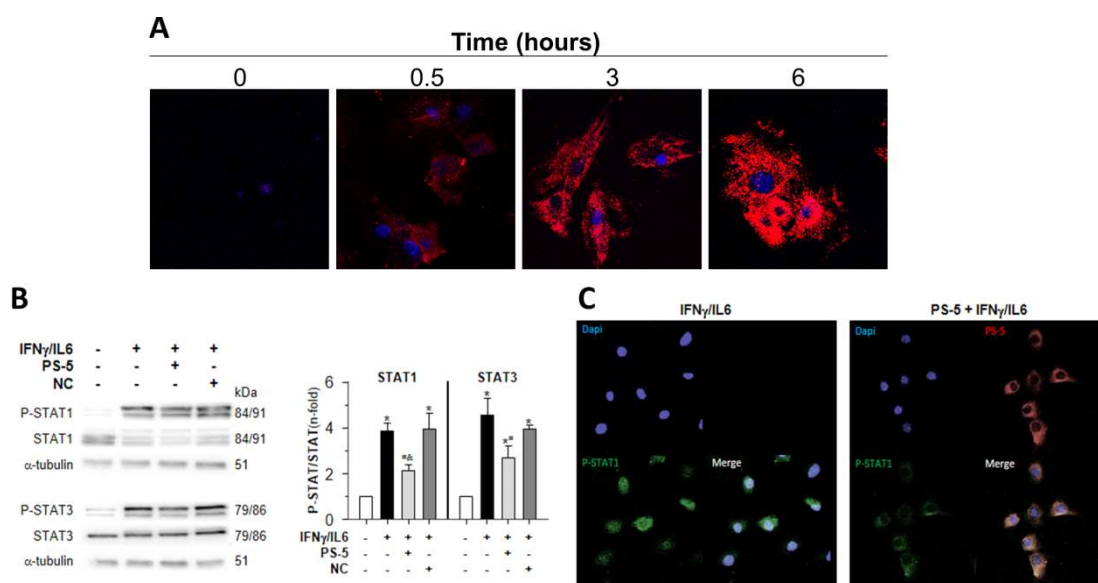 A
Time (hours)
0 0.5 3 6
B
IFNγ/IL6 - + + +
PS-5 - - + -
NC - - - +
kDa
P-STAT1 84/91
STAT1 84/91
α-tubulin 51
P-STAT3 79/86
STAT3 79/86
α-tubulin 51
STAT1 STAT3
P-STAT/STAT(n-fold)
6
4
2
0
* *& * * ** *
IFNγ/IL6 - + + + - + + +
PS-5 - - + - - - + -
NC - - - + - - - +
C
IFNγ/IL6
Dapi
P-STAT1 Merge
PS-5 + IFNγ/IL6
Dapi PS-5
P-STAT1 Merge